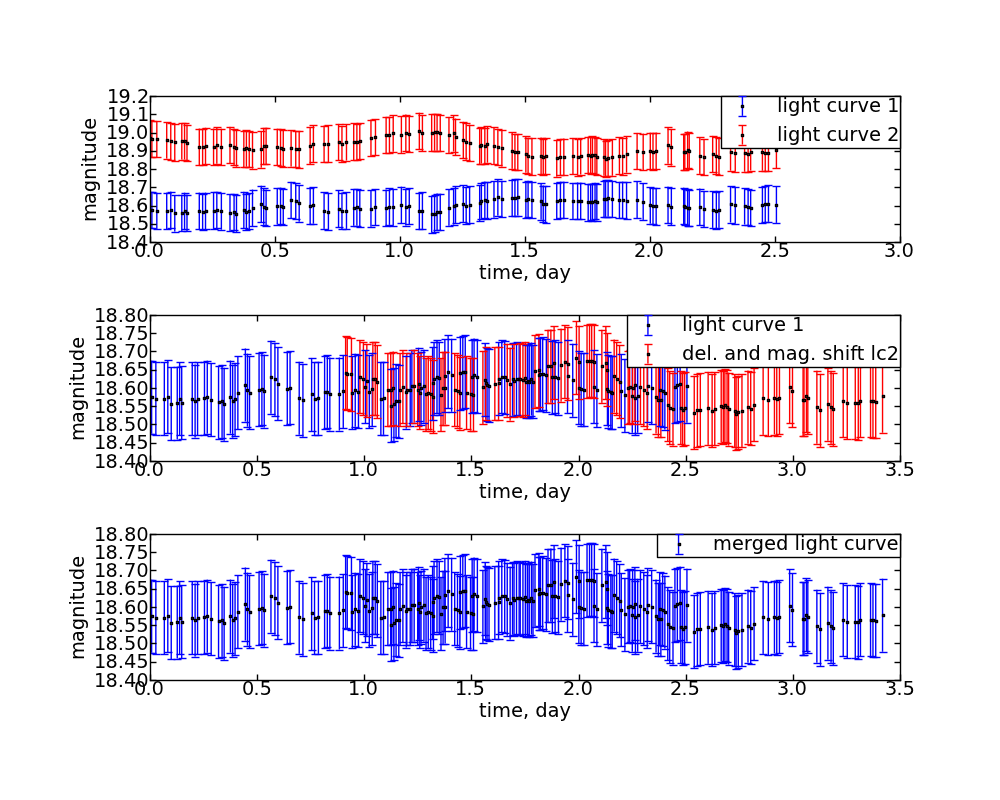 19.2
19.1
19.0
18.9
18.8
18.7
18.6
18.5
18.4
magnitude
light curve 1
light curve 2
0.0 0.5 1.0 1.5 2.0 2.5 3.0
time, day
18.80
18.75
18.70
18.65
18.60
18.55
18.50
18.45
18.40
magnitude
light curve 1
del. and mag. shift lc2
0.0 0.5 1.0 1.5 2.0 2.5 3.0 3.5
time, day
18.80
18.75
18.70
18.65
18.60
18.55
18.50
18.45
18.40
magnitude
merged light curve
0.0 0.5 1.0 1.5 2.0 2.5 3.0 3.5
time, day